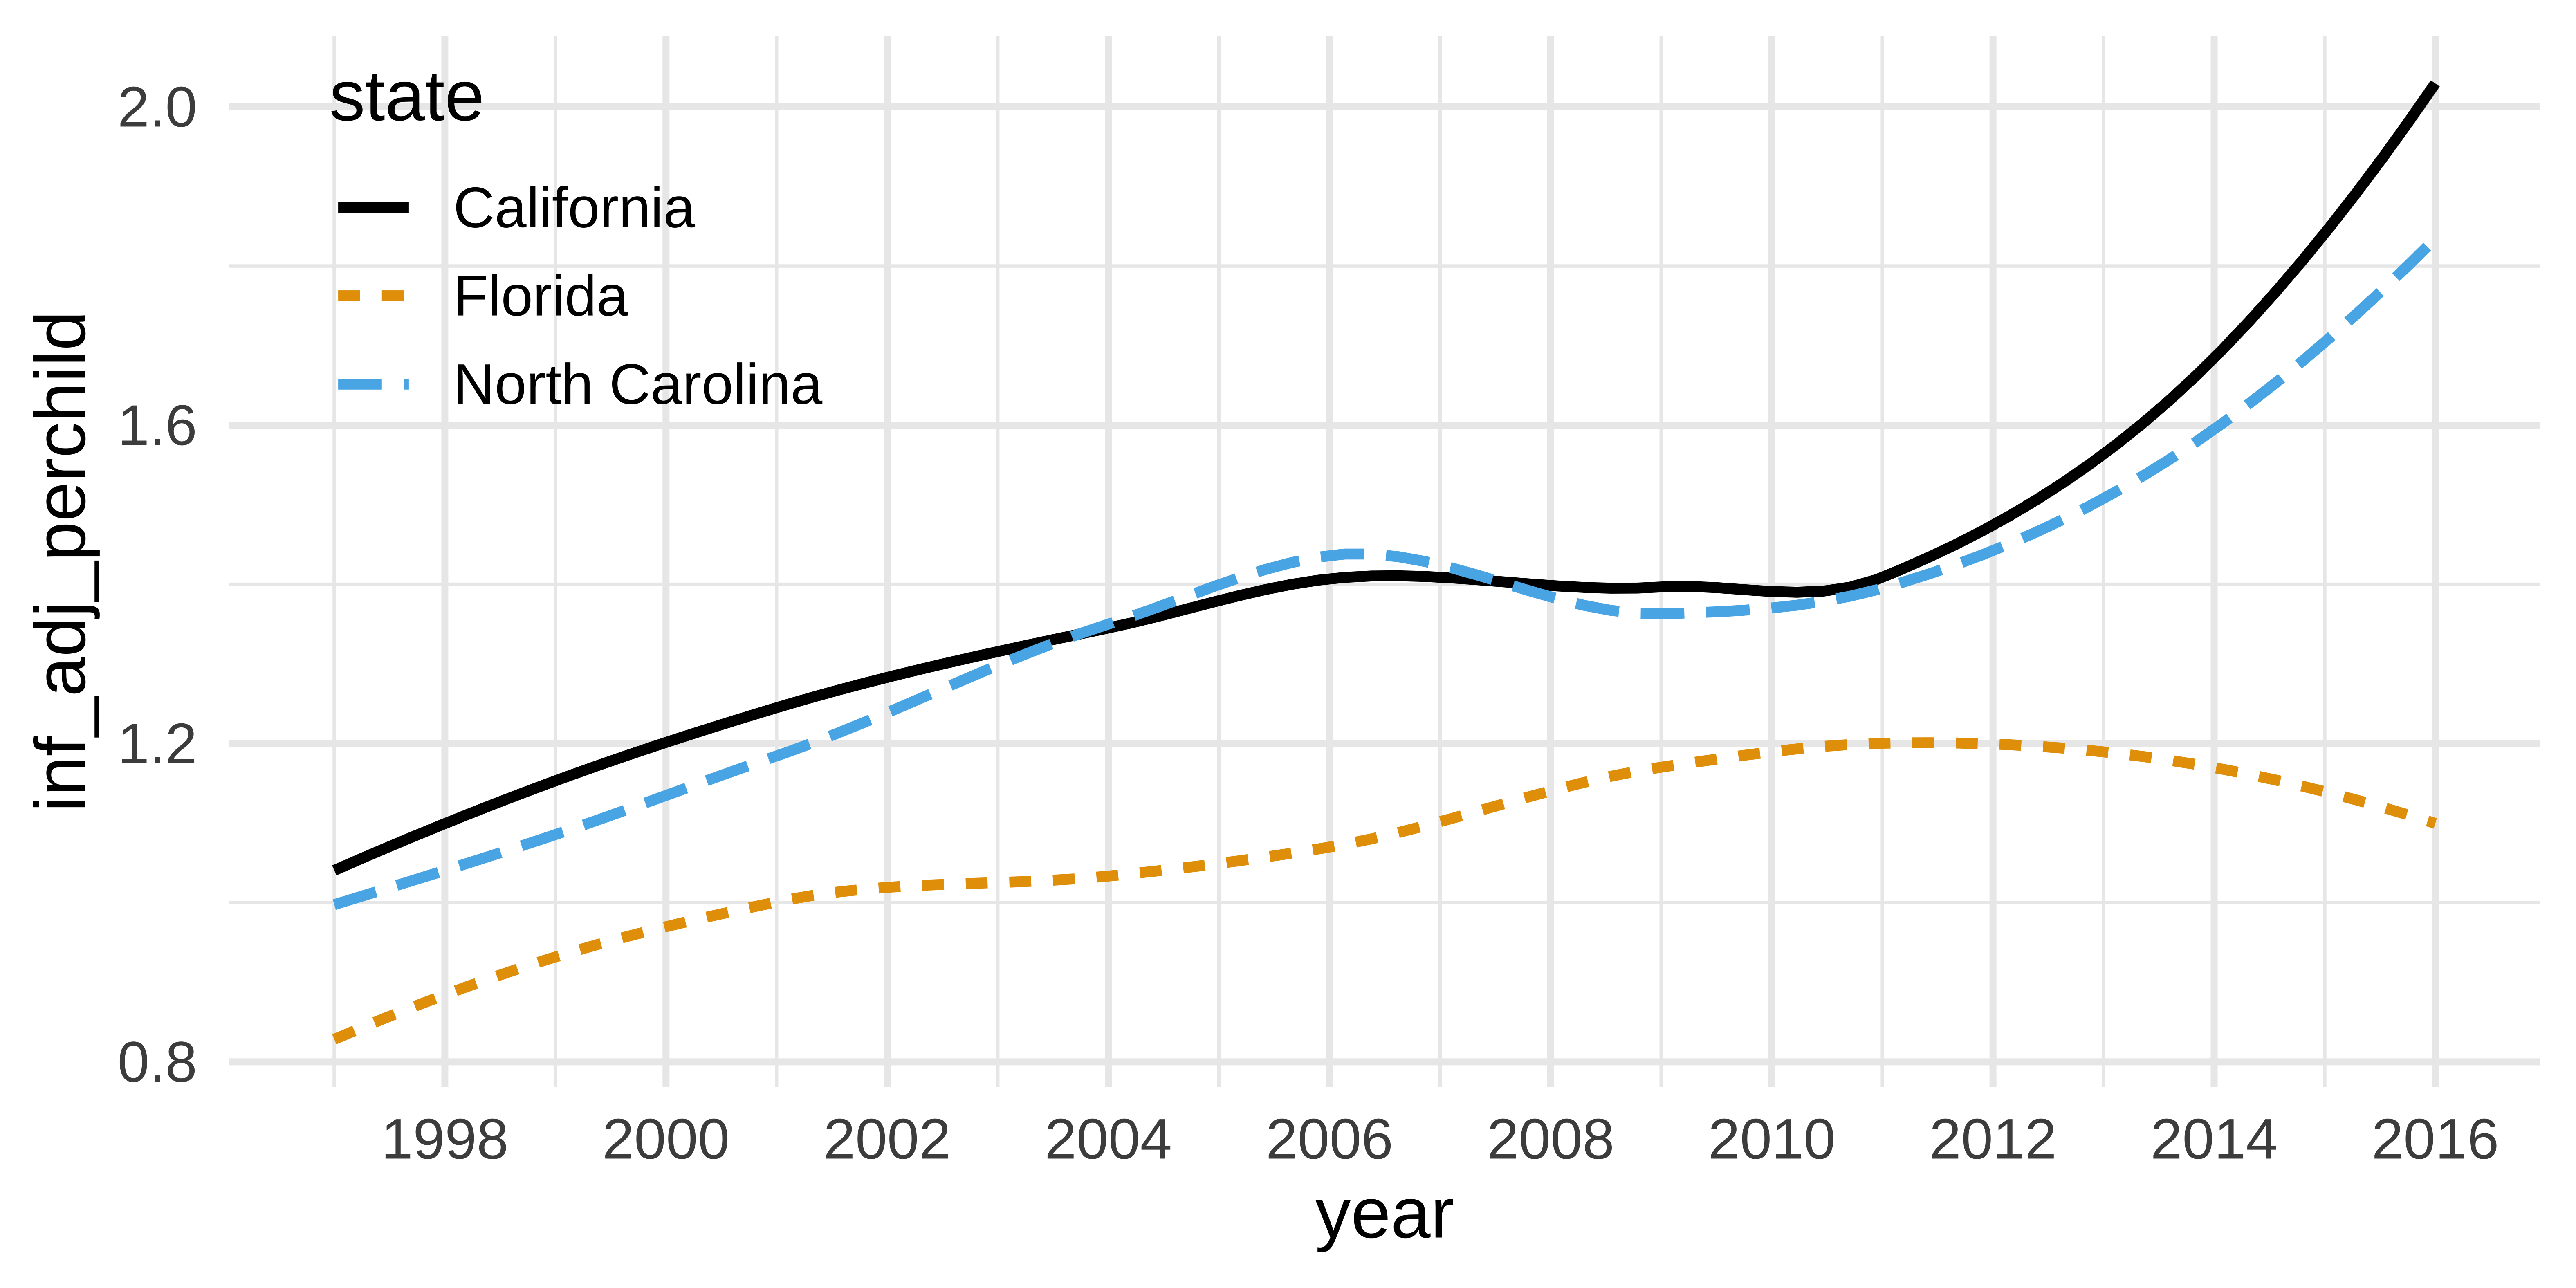 state
California
Florida
North Carolina
inf_adj_perchild
2.0
1.6
1.2
0.8
1998 2000 2002 2004 2006 2008 2010 2012 2014 2016
year